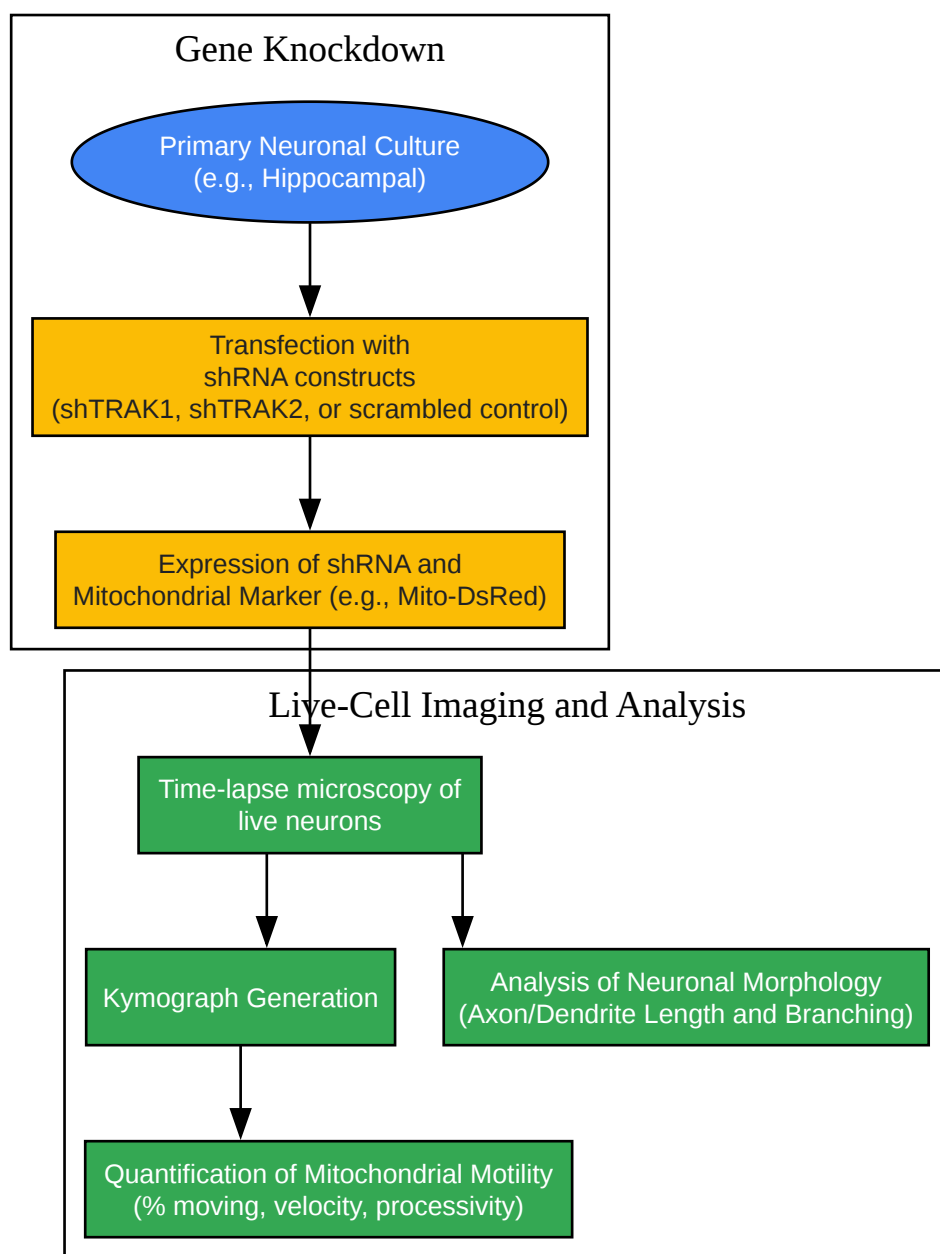 Gene Knockdown
Primary Neuronal Culture
(e.g., Hippocampal)
Transfection with
shRNA constructs
(shTRAK1, shTRAK2, or scrambled control)
Expression of shRNA and
Mitochondrial Marker (e.g., Mito-DsRed)
Live-Cell Imaging and Analysis
Time-lapse microscopy of
live neurons
Kymograph Generation
Analysis of Neuronal Morphology
(Axon/Dendrite Length and Branching)
Quantification of Mitochondrial Motility
(% moving, velocity, processivity)